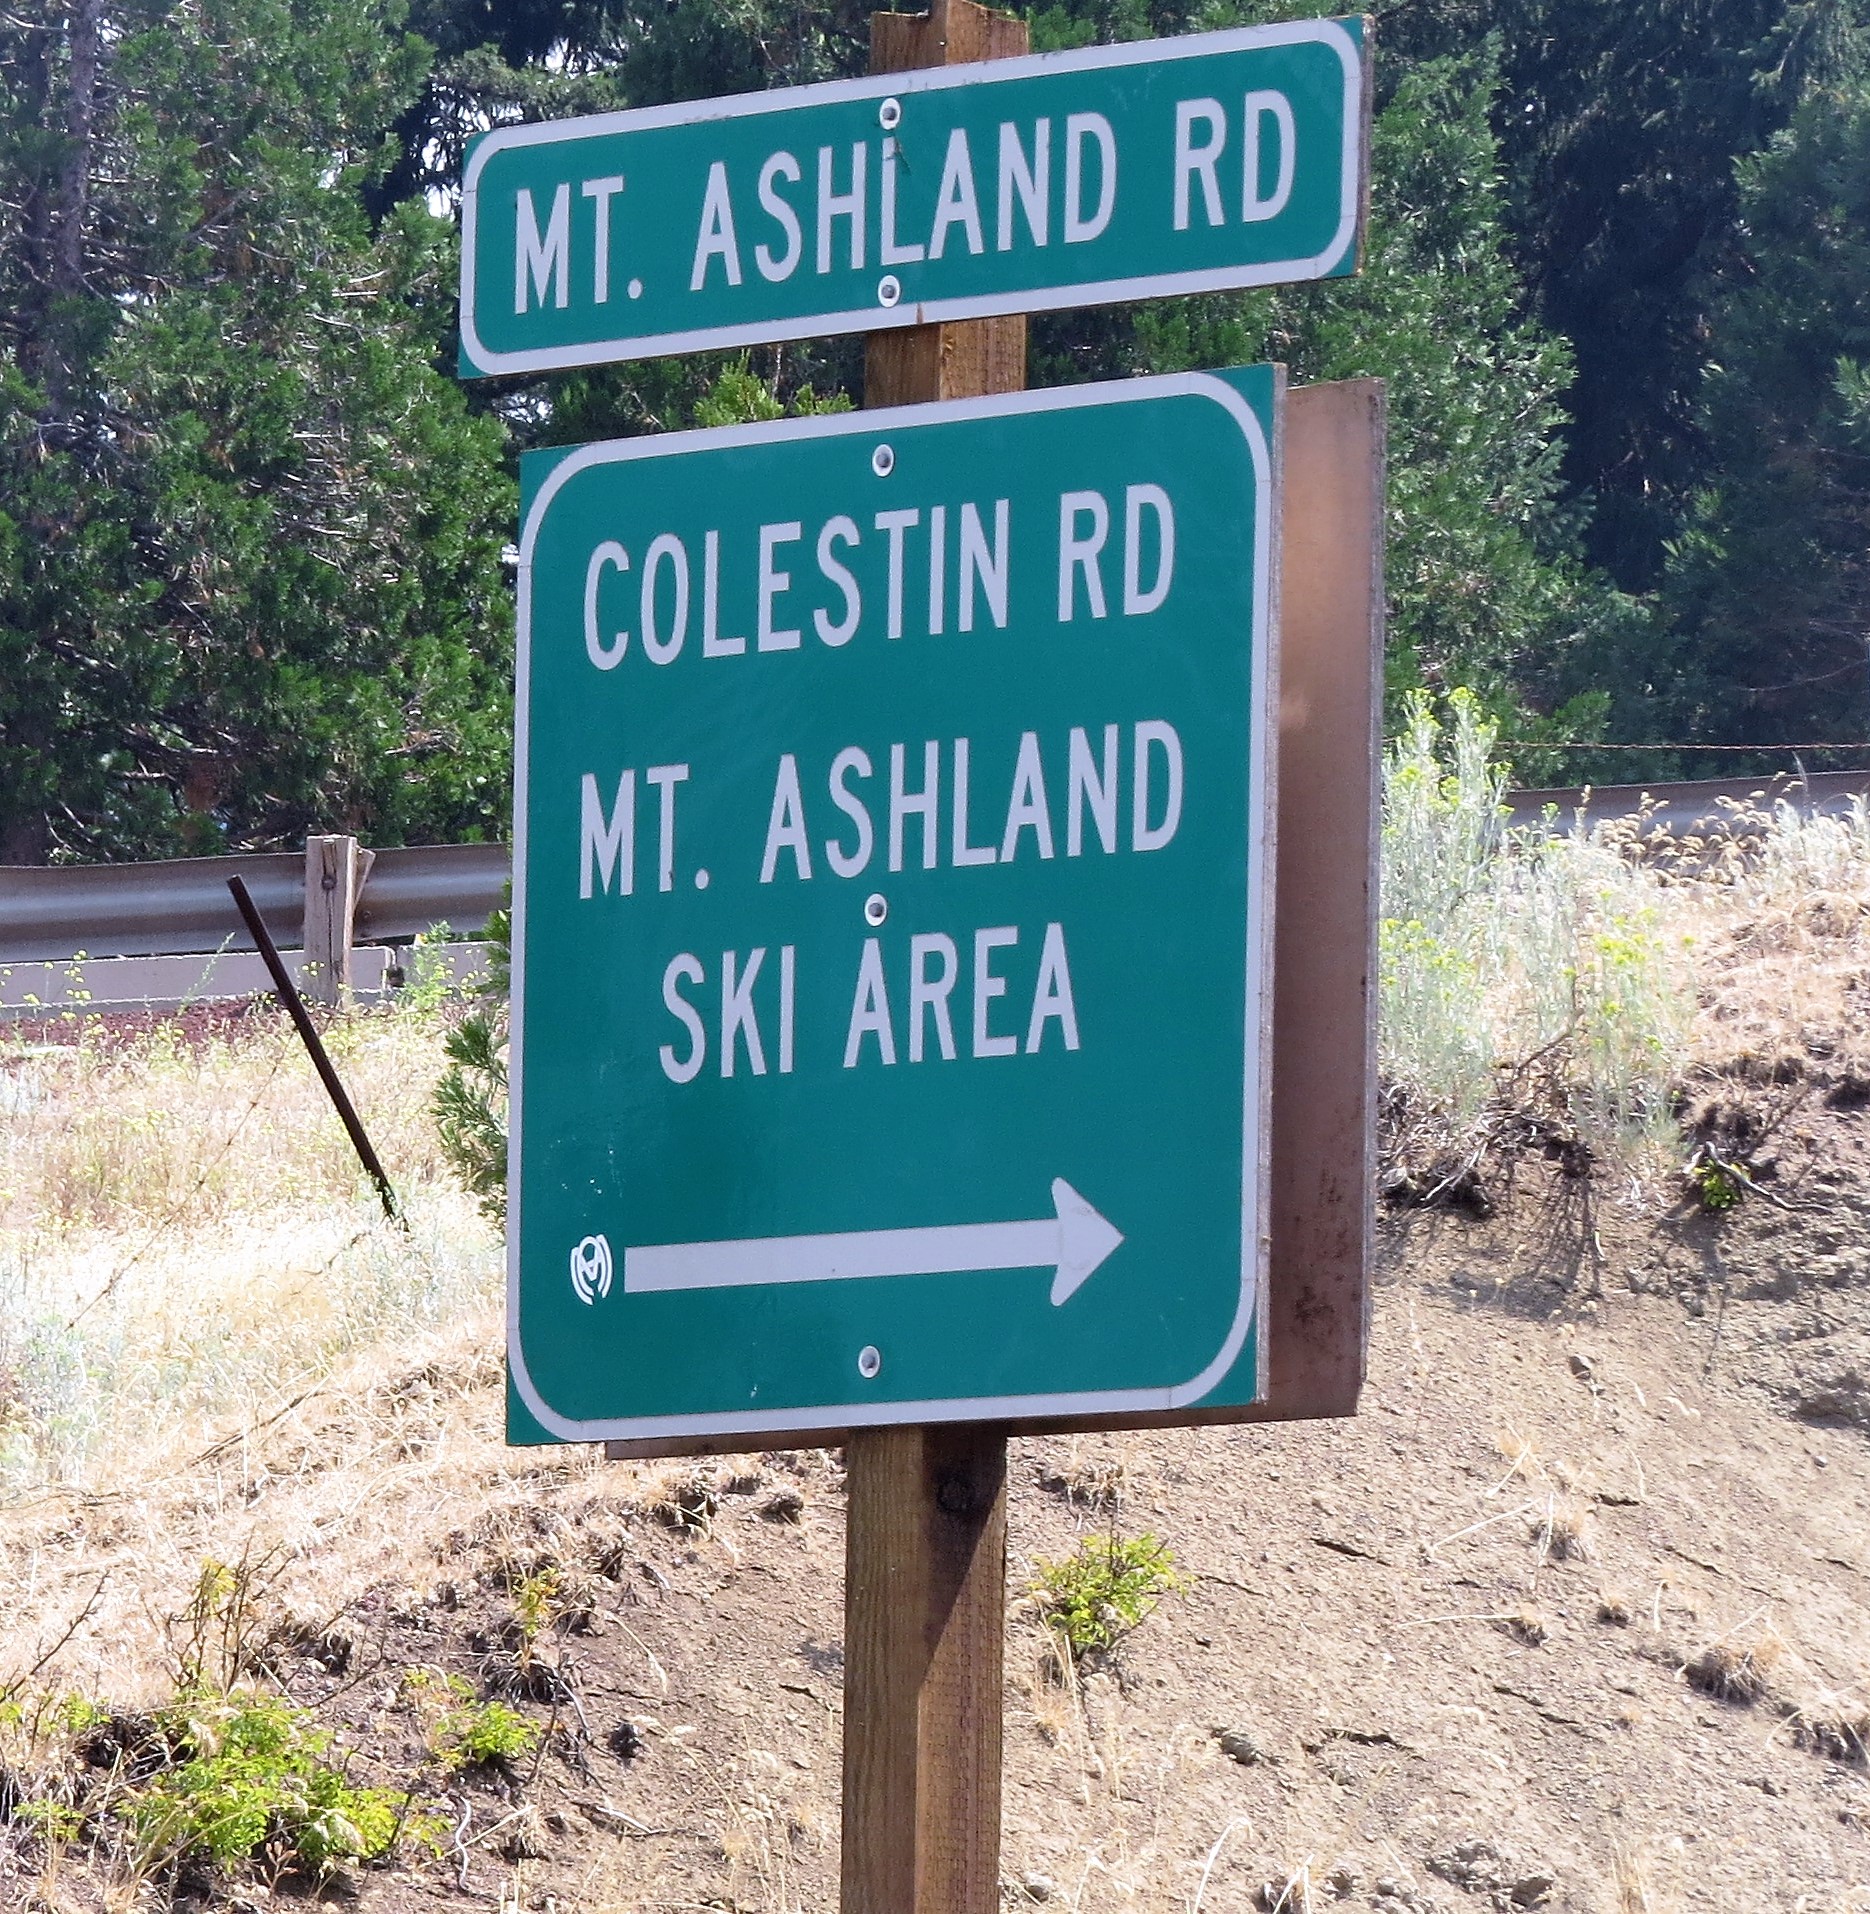 MT. ASHLAND RD
COLESTIN RD
MT. ASHLAND
SKI AREA